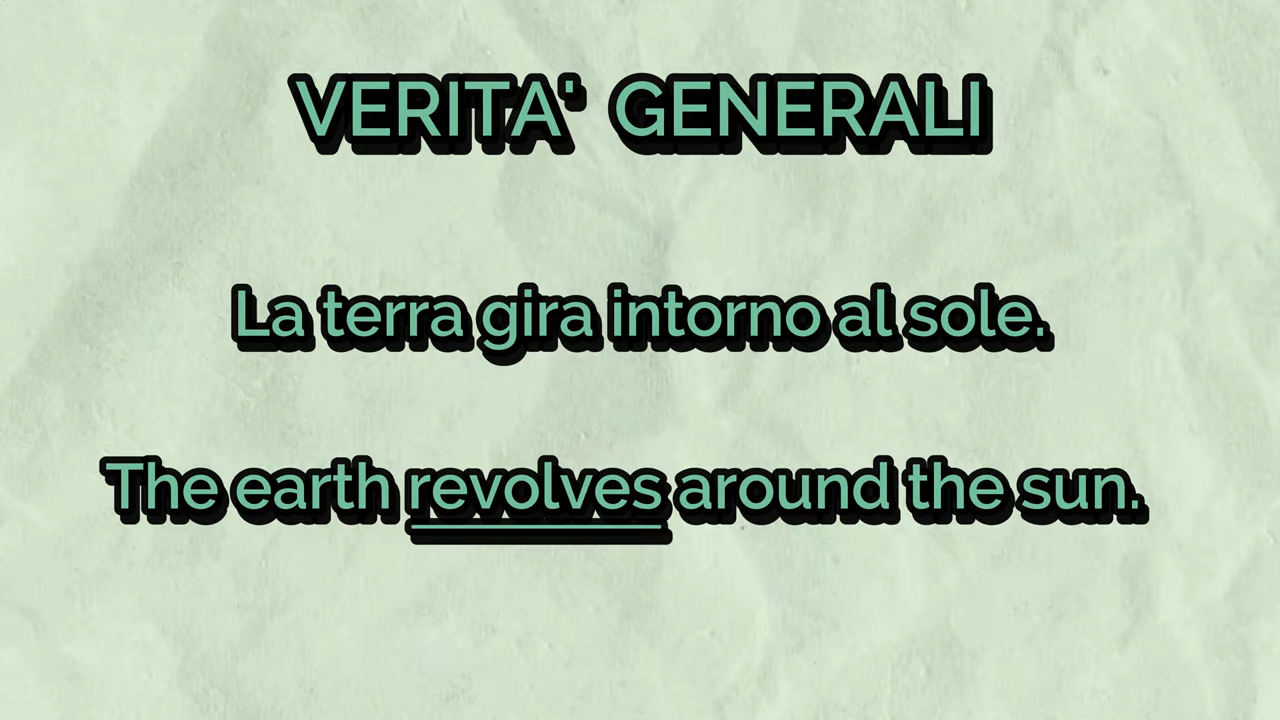 VERITA' GENERALI
La terra gira intorno al sole.
The earth revolves around the sun.